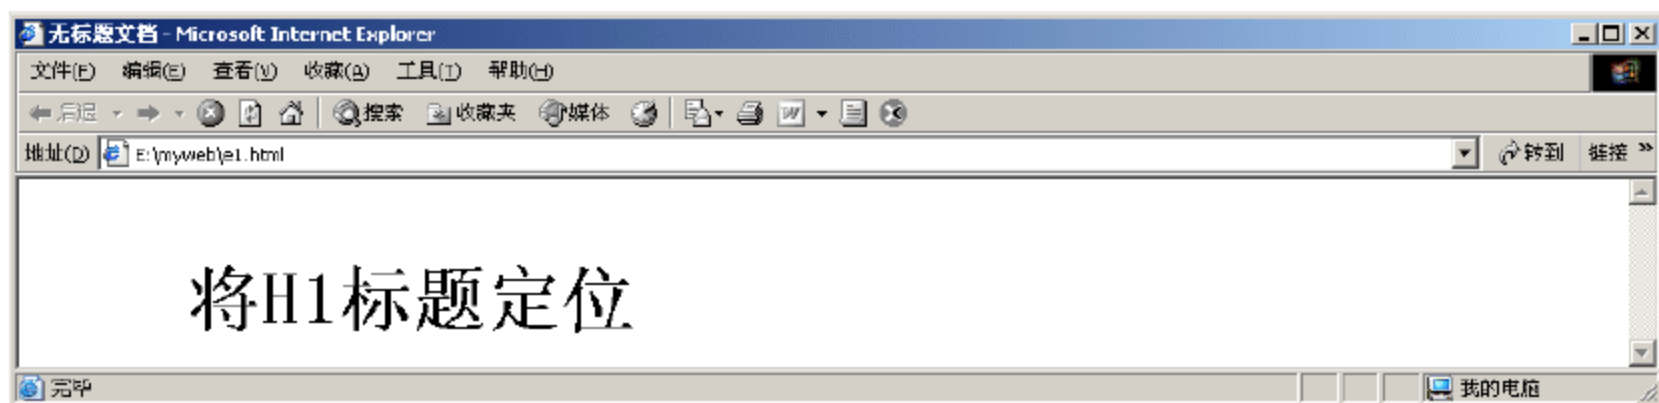 无标题文档 - Microsoft Internet Explorer
文件(F) 编辑(E) 查看(V) 收藏(A) 工具(T) 帮助(H)
后退 搜索 收藏夹 媒体 W
地址(D) E:\myweb\e1.html 转到 链接 »
将H1标题定位
完毕 我的电脑